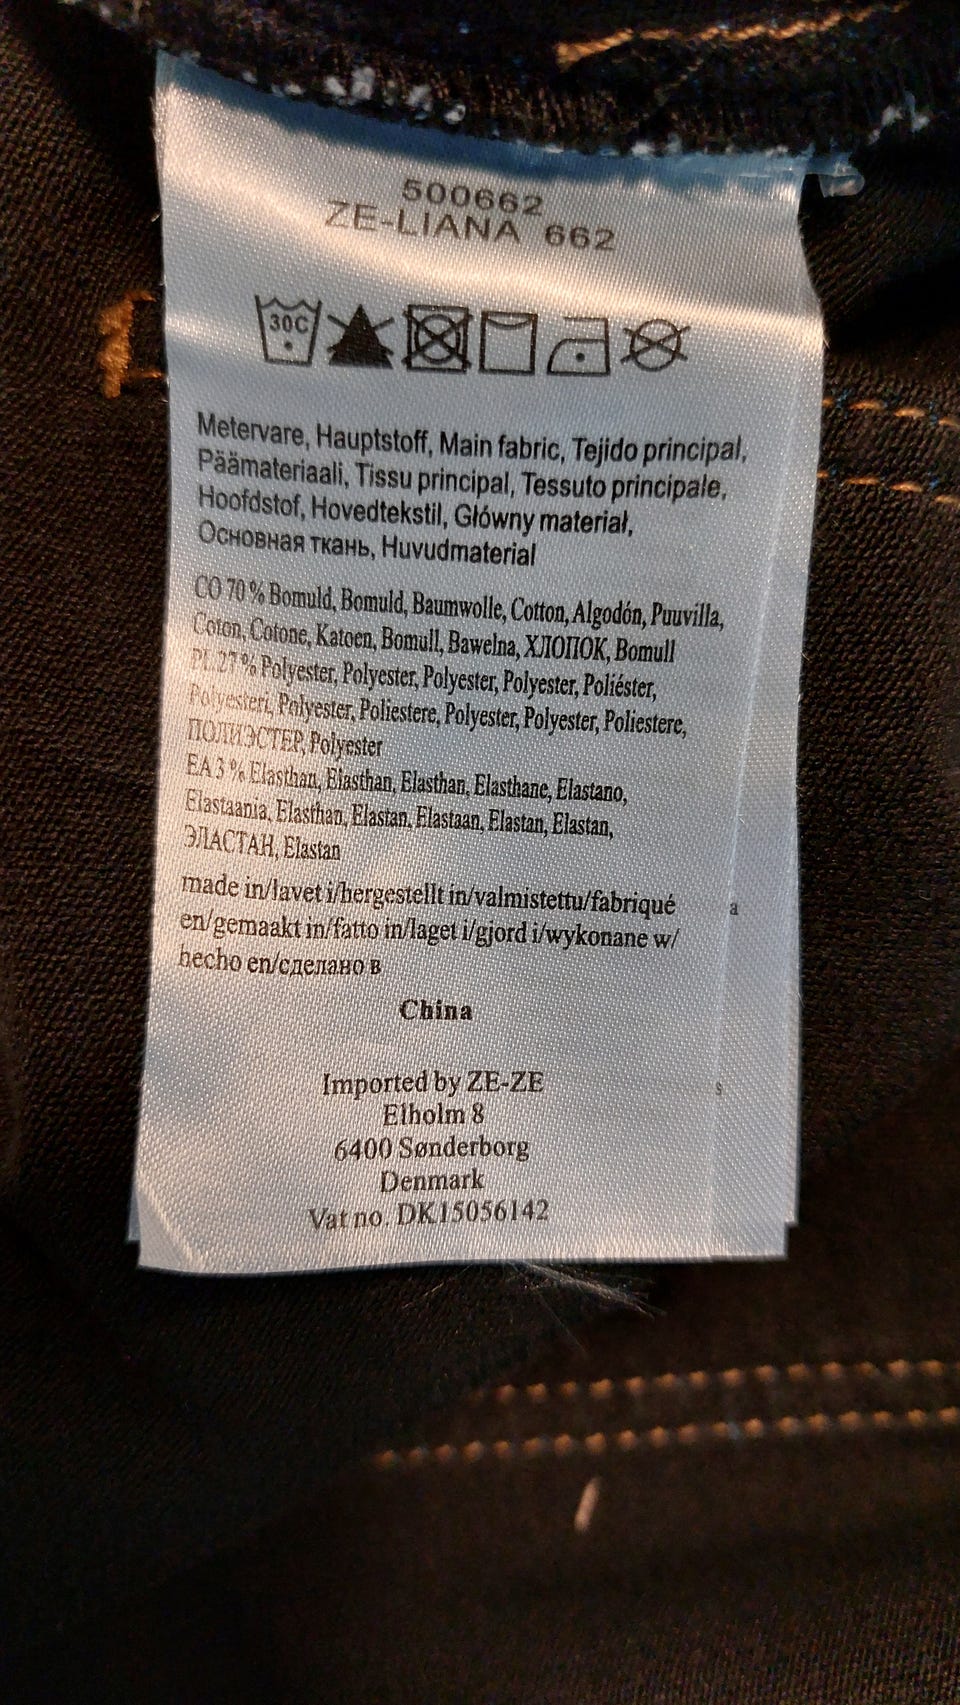 500662
ZE-LIANA 662
30C
Metervare, Hauptstoff, Main fabric, Tejido principal,
Päämateriaali, Tissu principal, Tessuto principale,
Hoofdstof, Hovedtekstil, Główny materiał,
Основная ткань, Huvudmaterial
CO 70 % Bomuld, Bomuld, Baumwolle, Cotton, Algodón, Puuvilla,
Coton, Cotone, Katoen, Bomull, Bawelna, ХЛОПОК, Bomull
PL 27 % Polyester, Polyester, Polyester, Polyester, Poliéster,
Polyesteri, Polyester, Poliestere, Polyester, Polyester, Poliestere,
ПОЛИЭСТЕР, Polyester
EA 3 % Elasthan, Elasthan, Elasthan, Elasthane, Elastano,
Elastaania, Elasthan, Elastan, Elastaan, Elastan, Elastan,
ЭЛАСТАН, Elastan
made in/lavet i/hergestellt in/valmistettu/fabriqué
en/gemaakt in/fatto in/laget i/gjord i/wykonane w/
hecho en/сделано в
China
Imported by ZE-ZE
Elholm 8
6400 Sønderborg
Denmark
Vat no. DK15056142
a
s